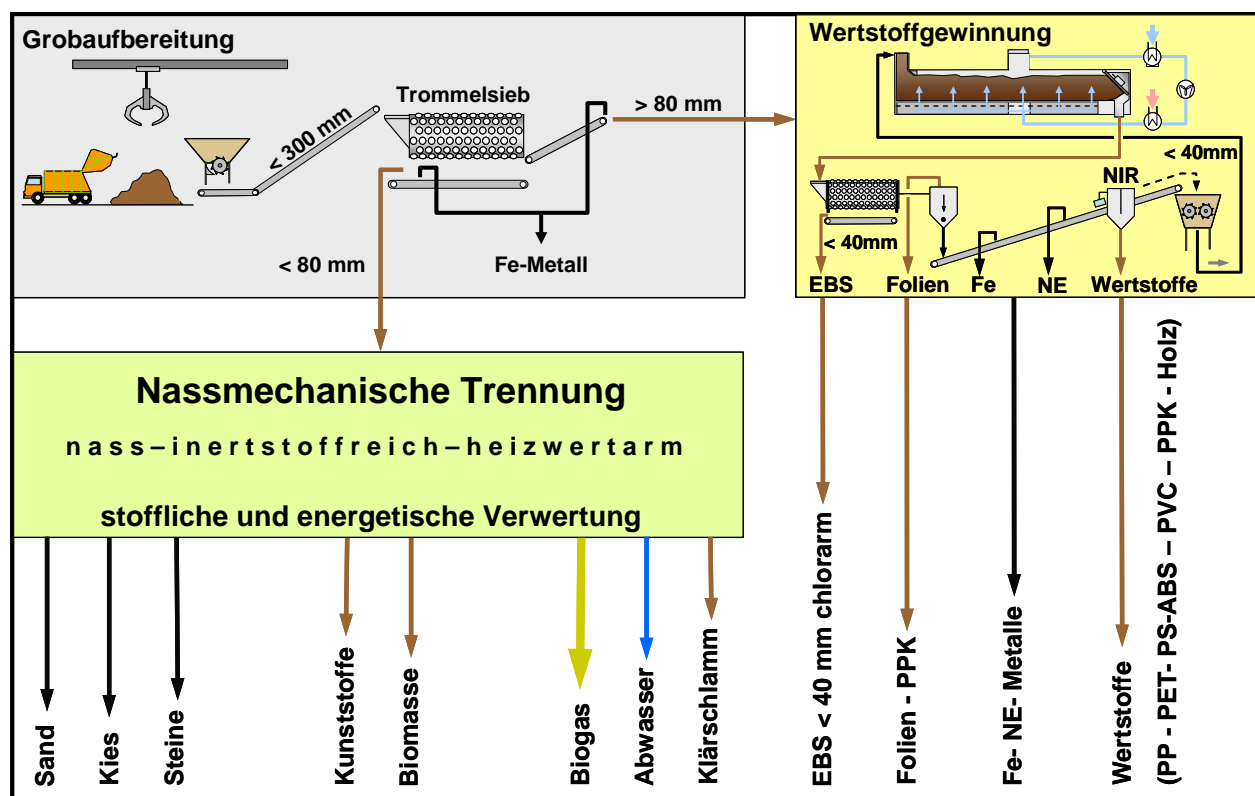 Grobaufbereitung
Trommelsieb
< 300 mm
> 80 mm
< 80 mm
Fe-Metall
Wertstoffgewinnung
< 40mm
NIR
< 40mm
EBS
Folien
Fe
NE
Wertstoffe
Nassmechanische Trennung
nass–inertstoffreich–heizwertarm
stoffliche und energetische Verwertung
Sand
Kies
Steine
Kunststoffe
Biomasse
Biogas
Abwasser
Klärschlamm
EBS < 40 mm chlorarm
Folien - PPK
Fe- NE- Metalle
Wertstoffe
(PP - PET- PS-ABS – PVC – PPK - Holz)